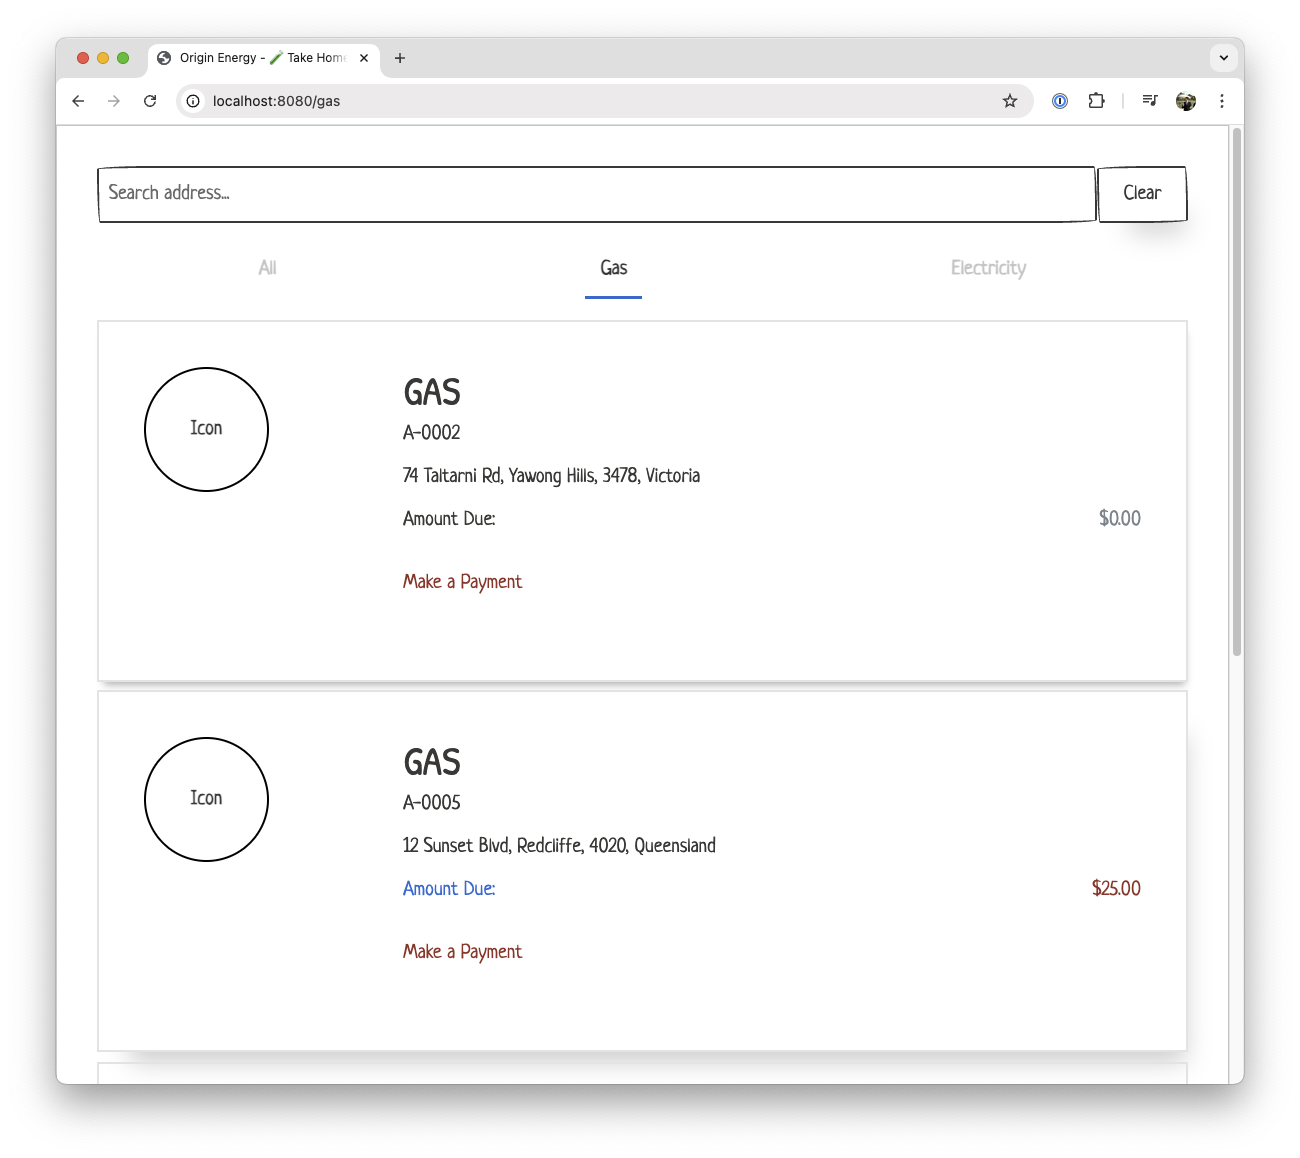 Origin Energy - 🧪 Take Home
localhost:8080/gas
Search address...
Clear
All
Gas
Electricity
GAS
Icon
A-0002
74 Taltarni Rd, Yawong Hills, 3478, Victoria
Amount Due:
$0.00
Make a Payment
GAS
Icon
A-0005
12 Sunset Blvd, Redcliffe, 4020, Queensland
Amount Due:
$25.00
Make a Payment